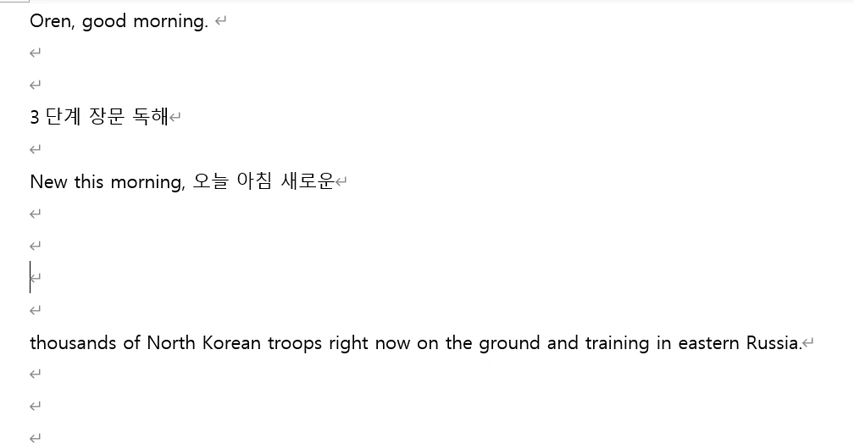 Oren, good morning.
3 단계 장문 독해
New this morning, 오늘 아침 새로운
thousands of North Korean troops right now on the ground and training in eastern Russia.